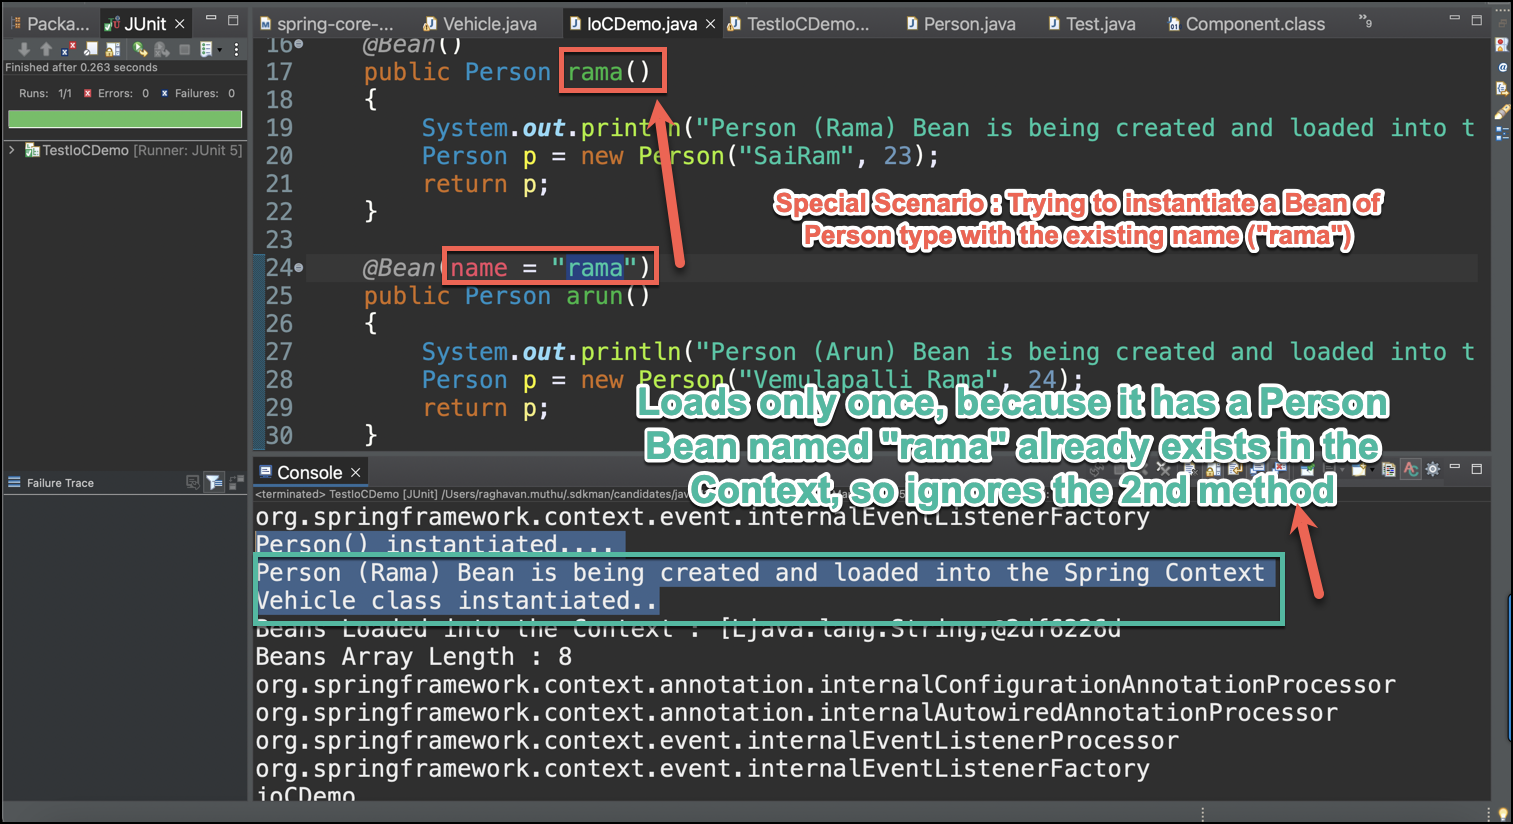 Packa...
JUnit
spring-core-...
Vehicle.java
IoCDemo.java
TestIoCDemo...
Person.java
Test.java
Component.class
»9
Finished after 0.263 seconds
Runs: 1/1 Errors: 0 Failures: 0
TestIoCDemo [Runner: JUnit 5]
16 @Bean()
17 public Person rama()
18 {
19 System.out.println("Person (Rama) Bean is being created and loaded into t
20 Person p = new Person("SaiRam", 23);
21 return p;
22 }
Special Scenario : Trying to instantiate a Bean of
Person type with the existing name ("rama")
23
24 @Bean(name = "rama")
25 public Person arun()
26 {
27 System.out.println("Person (Arun) Bean is being created and loaded into t
28 Person p = new Person("Vemulapalli Rama", 24);
29 return p;
30 }
Loads only once, because it has a Person
Bean named "rama" already exists in the
Context, so ignores the 2nd method
Failure Trace
Console
<terminated> TestIoCDemo [JUnit] /Users/raghavan.muthu/.sdkman/candidates/jav
org.springframework.context.event.internalEventListenerFactory
Person() instantiated....
Person (Rama) Bean is being created and loaded into the Spring Context
Vehicle class instantiated..
Beans Loaded into the Context : [Ljava.lang.String;@2df6226d
Beans Array Length : 8
org.springframework.context.annotation.internalConfigurationAnnotationProcessor
org.springframework.context.annotation.internalAutowiredAnnotationProcessor
org.springframework.context.event.internalEventListenerProcessor
org.springframework.context.event.internalEventListenerFactory
ioCDemo